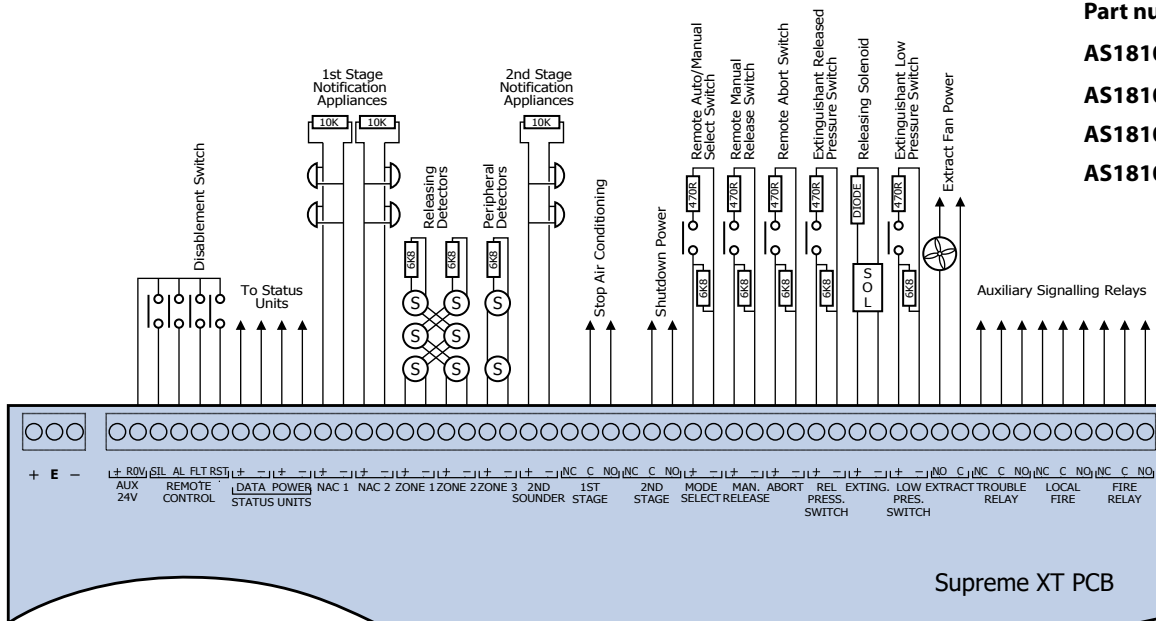 Part nu
AS181
AS181
AS181
AS181
1st Stage
Notification
Appliances
2nd Stage
Notification
Appliances
10K
10K
10K
Disablement Switch
To Status
Units
Releasing
Detectors
Peripheral
Detectors
6K8
6K8
6K8
S
S
S
S
S
S
S
S
Stop Air Conditioning
Shutdown Power
Remote Auto/Manual
Select Switch
Remote Manual
Release Switch
Remote Abort Switch
Extinguishant Released
Pressure Switch
Releasing Solenoid
Extinguishant Low
Pressure Switch
Extract Fan Power
470R
470R
470R
470R
DIODE
470R
6K8
6K8
6K8
6K8
SOL
6K8
Auxiliary Signalling Relays
+ E −
+ R0V SIL AL FLT RST + − + − + − + − + − + − + − + − NC C NO NC C NO + − + − + − + − + − + − NO C NC C NO NC C NO NC C NO
AUX
24V
REMOTE
CONTROL
DATA POWER
STATUS UNITS
NAC 1
NAC 2
ZONE 1
ZONE 2
ZONE 3
2ND
SOUNDER
1ST
STAGE
2ND
STAGE
MODE
SELECT
MAN.
RELEASE
ABORT
REL
PRESS.
SWITCH
EXTING.
LOW
PRES.
SWITCH
EXTRACT
TROUBLE
RELAY
LOCAL
FIRE
FIRE
RELAY
Supreme XT PCB